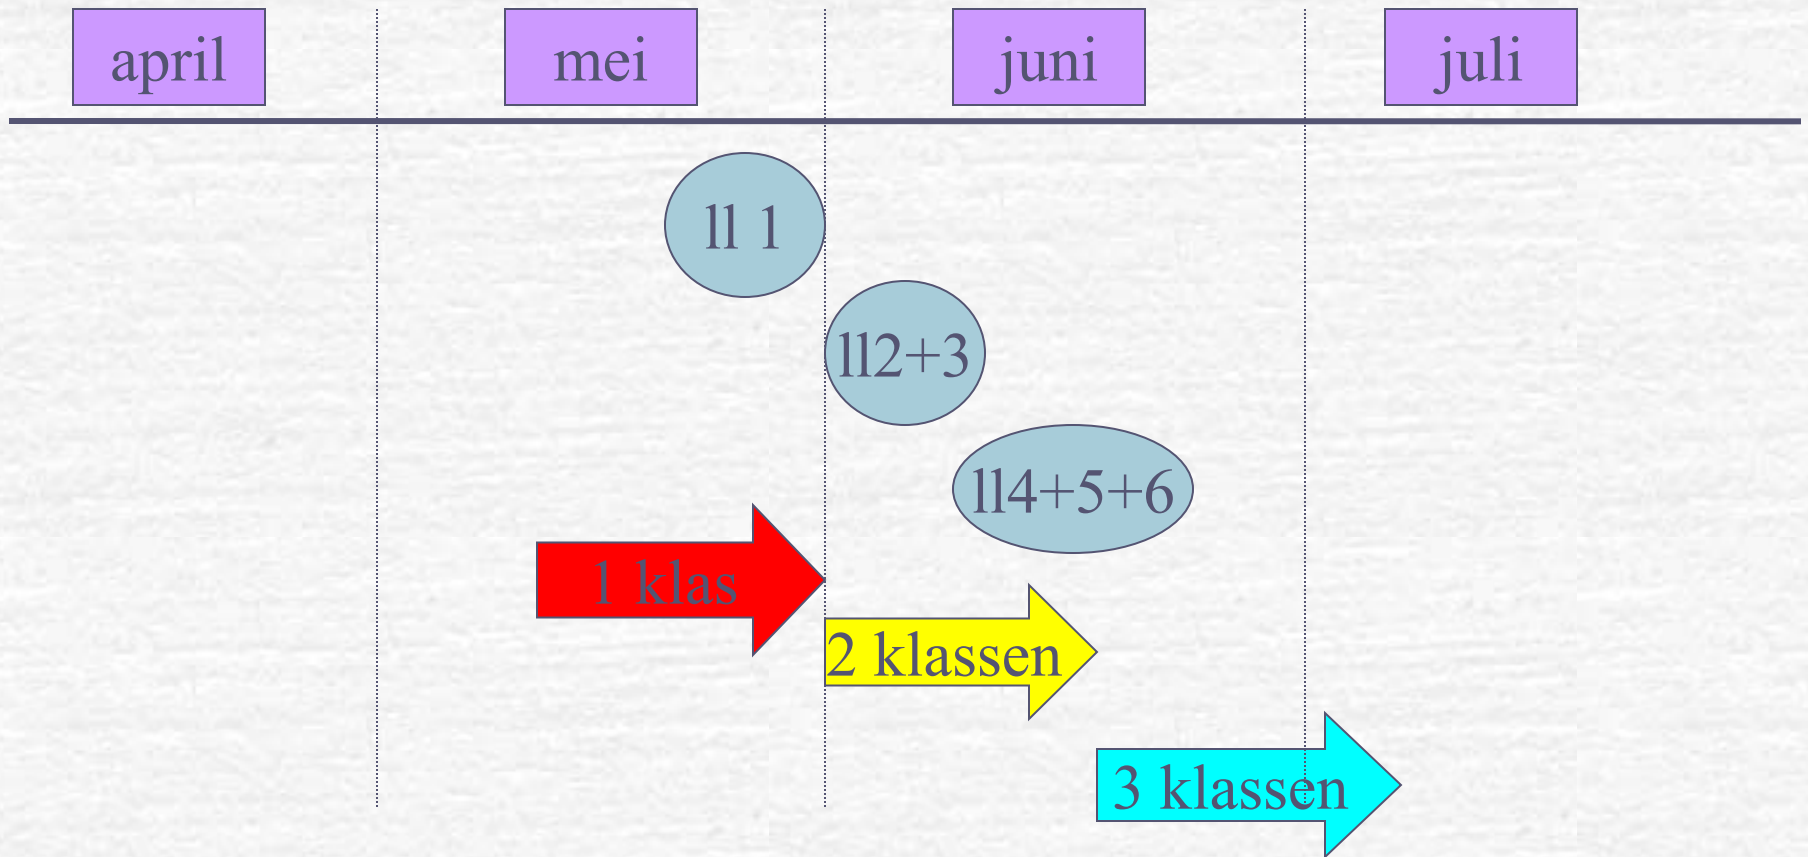 april
mei
juni
juli
ll 1
ll2+3
ll4+5+6
1 klas
2 klassen
3 klassen